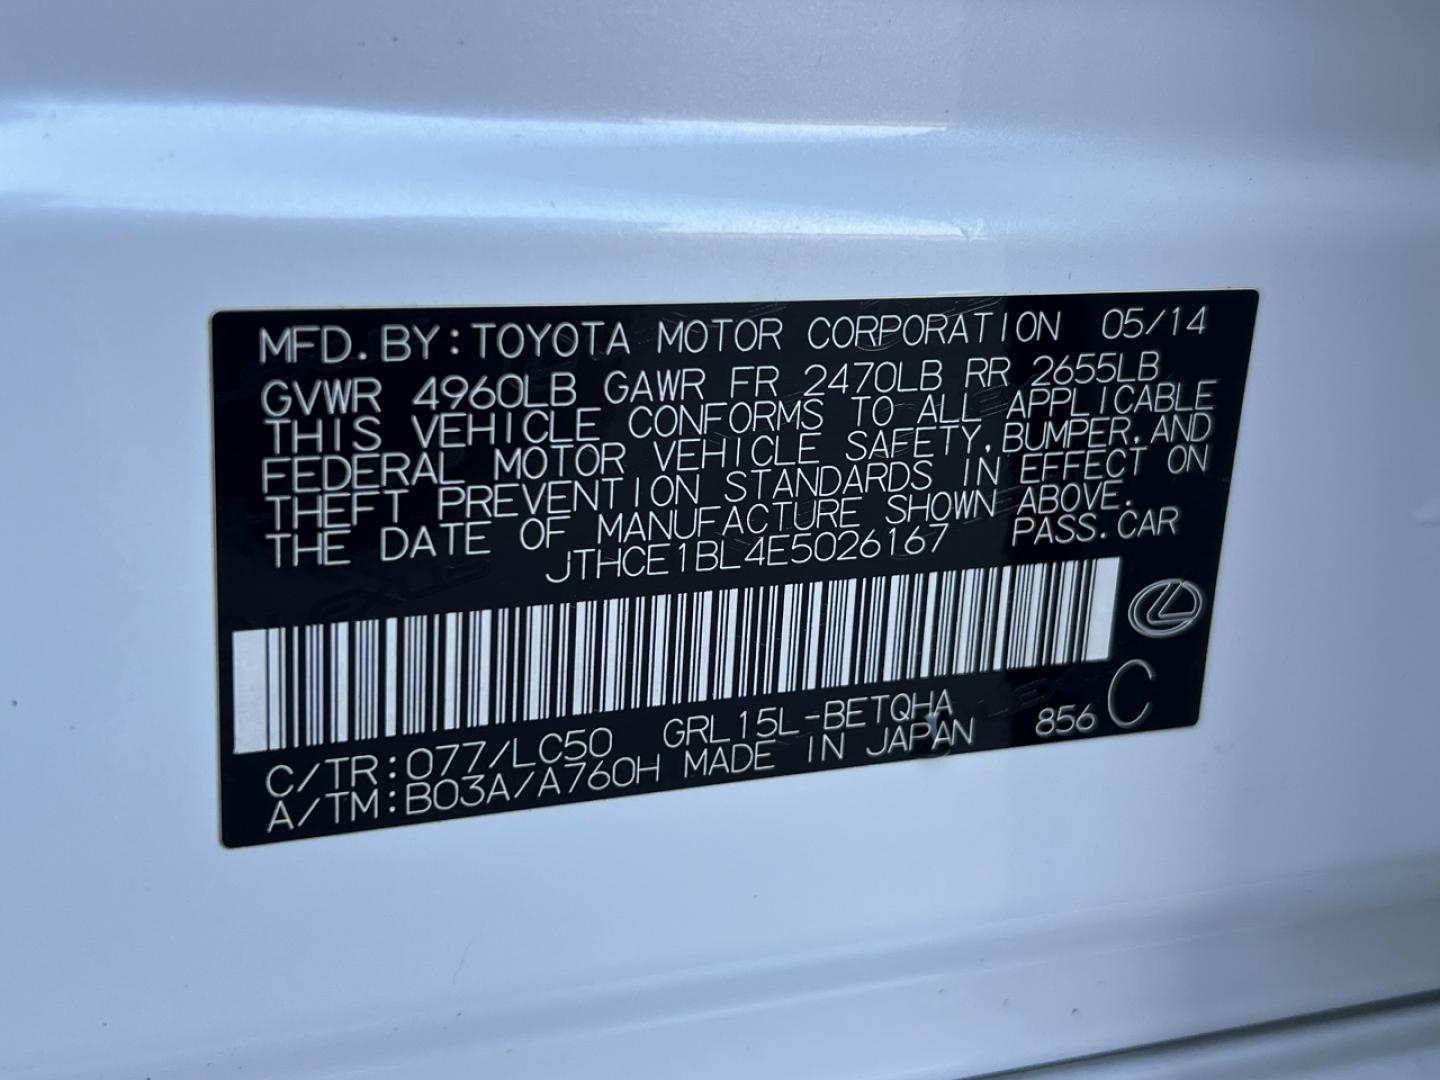 MFD. BY: TOYOTA MOTOR CORPORATION 05/14
GVWR 4960LB GAWR FR 2470LB RR 2655LB
THIS VEHICLE CONFORMS TO ALL APPLICABLE
FEDERAL MOTOR VEHICLE SAFETY, BUMPER, AND
THEFT PREVENTION STANDARDS IN EFFECT ON
THE DATE OF MANUFACTURE SHOWN ABOVE.
JTHCE1BL4E5026167 PASS. CAR
C/TR: 077/LC50 GRL15L-BETQHA 856 C
A/TM: B03A/A760H MADE IN JAPAN